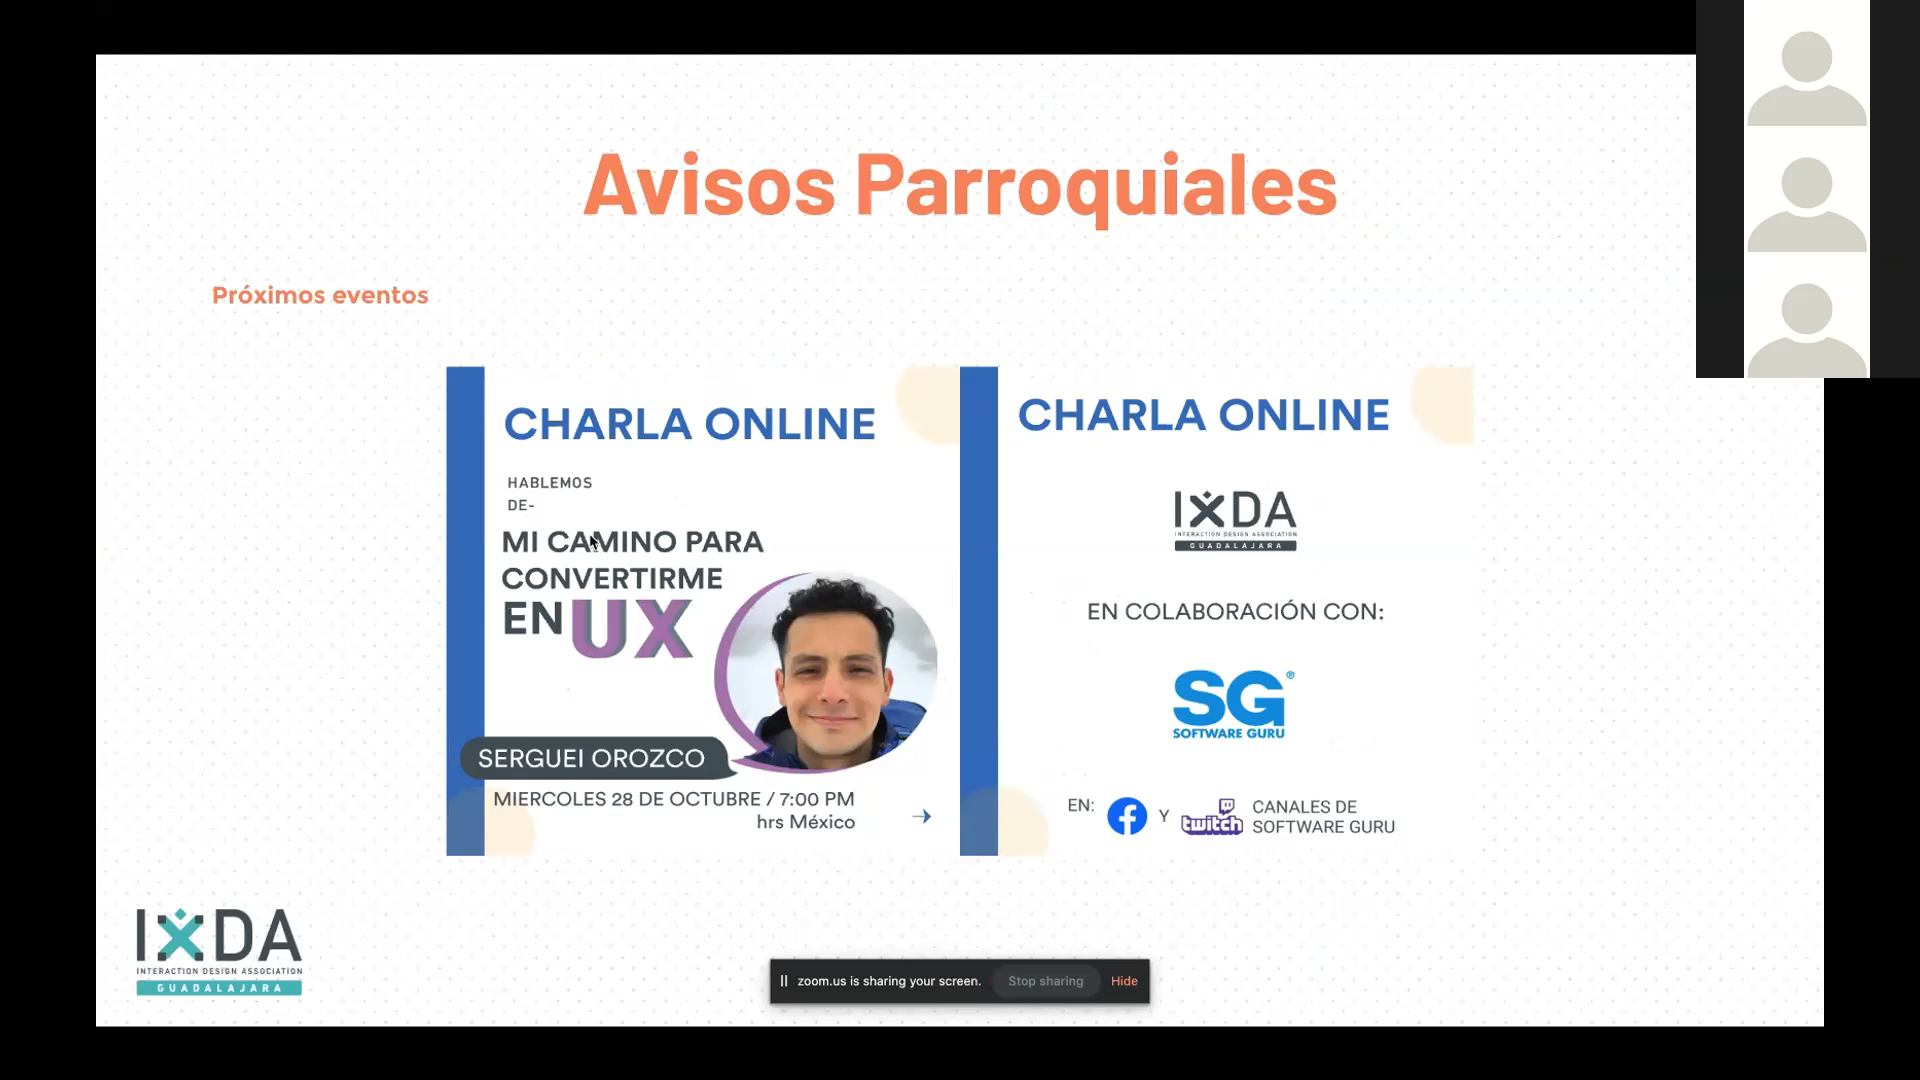 Avisos Parroquiales
Próximos eventos
CHARLA ONLINE
HABLEMOS
DE-
MI CAMINO PARA
CONVERTIRME
EN UX
SERGUEI OROZCO
MIERCOLES 28 DE OCTUBRE / 7:00 PM
hrs México
CHARLA ONLINE
IXDA
INTERACTION DESIGN ASSOCIATION
GUADALAJARA
EN COLABORACIÓN CON:
SG®
SOFTWARE GURU
EN:
Y
twitch
CANALES DE
SOFTWARE GURU
IXDA
INTERACTION DESIGN ASSOCIATION
GUADALAJARA
zoom.us is sharing your screen.
Stop sharing
Hide